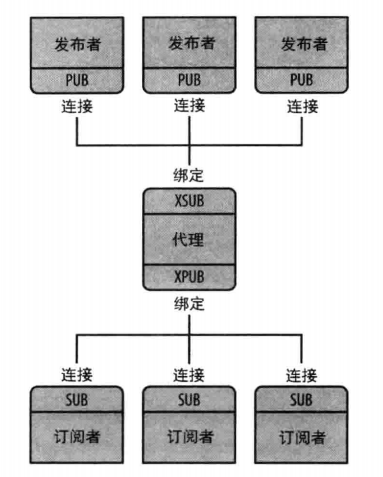 发布者 发布者 发布者
PUB PUB PUB
连接 连接 连接
绑定
XSUB
代理
XPUB
绑定
连接 连接 连接
SUB SUB SUB
订阅者 订阅者 订阅者